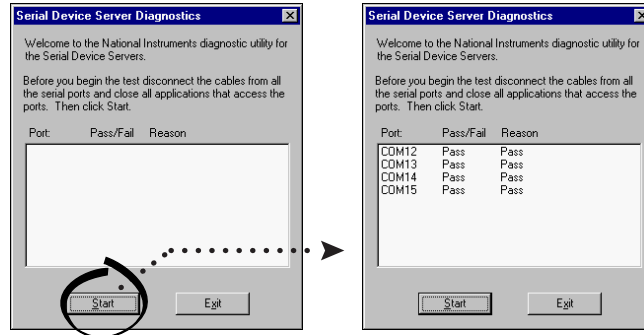 Serial Device Server Diagnostics
Welcome to the National Instruments diagnostic utility for
the Serial Device Servers.
Before you begin the test disconnect the cables from all
the serial ports and close all applications that access the
ports. Then click Start.
Port: Pass/Fail Reason
Start Exit
Serial Device Server Diagnostics
Welcome to the National Instruments diagnostic utility for
the Serial Device Servers.
Before you begin the test disconnect the cables from all
the serial ports and close all applications that access the
ports. Then click Start.
Port: Pass/Fail Reason
COM12 Pass Pass
COM13 Pass Pass
COM14 Pass Pass
COM15 Pass Pass
Start Exit